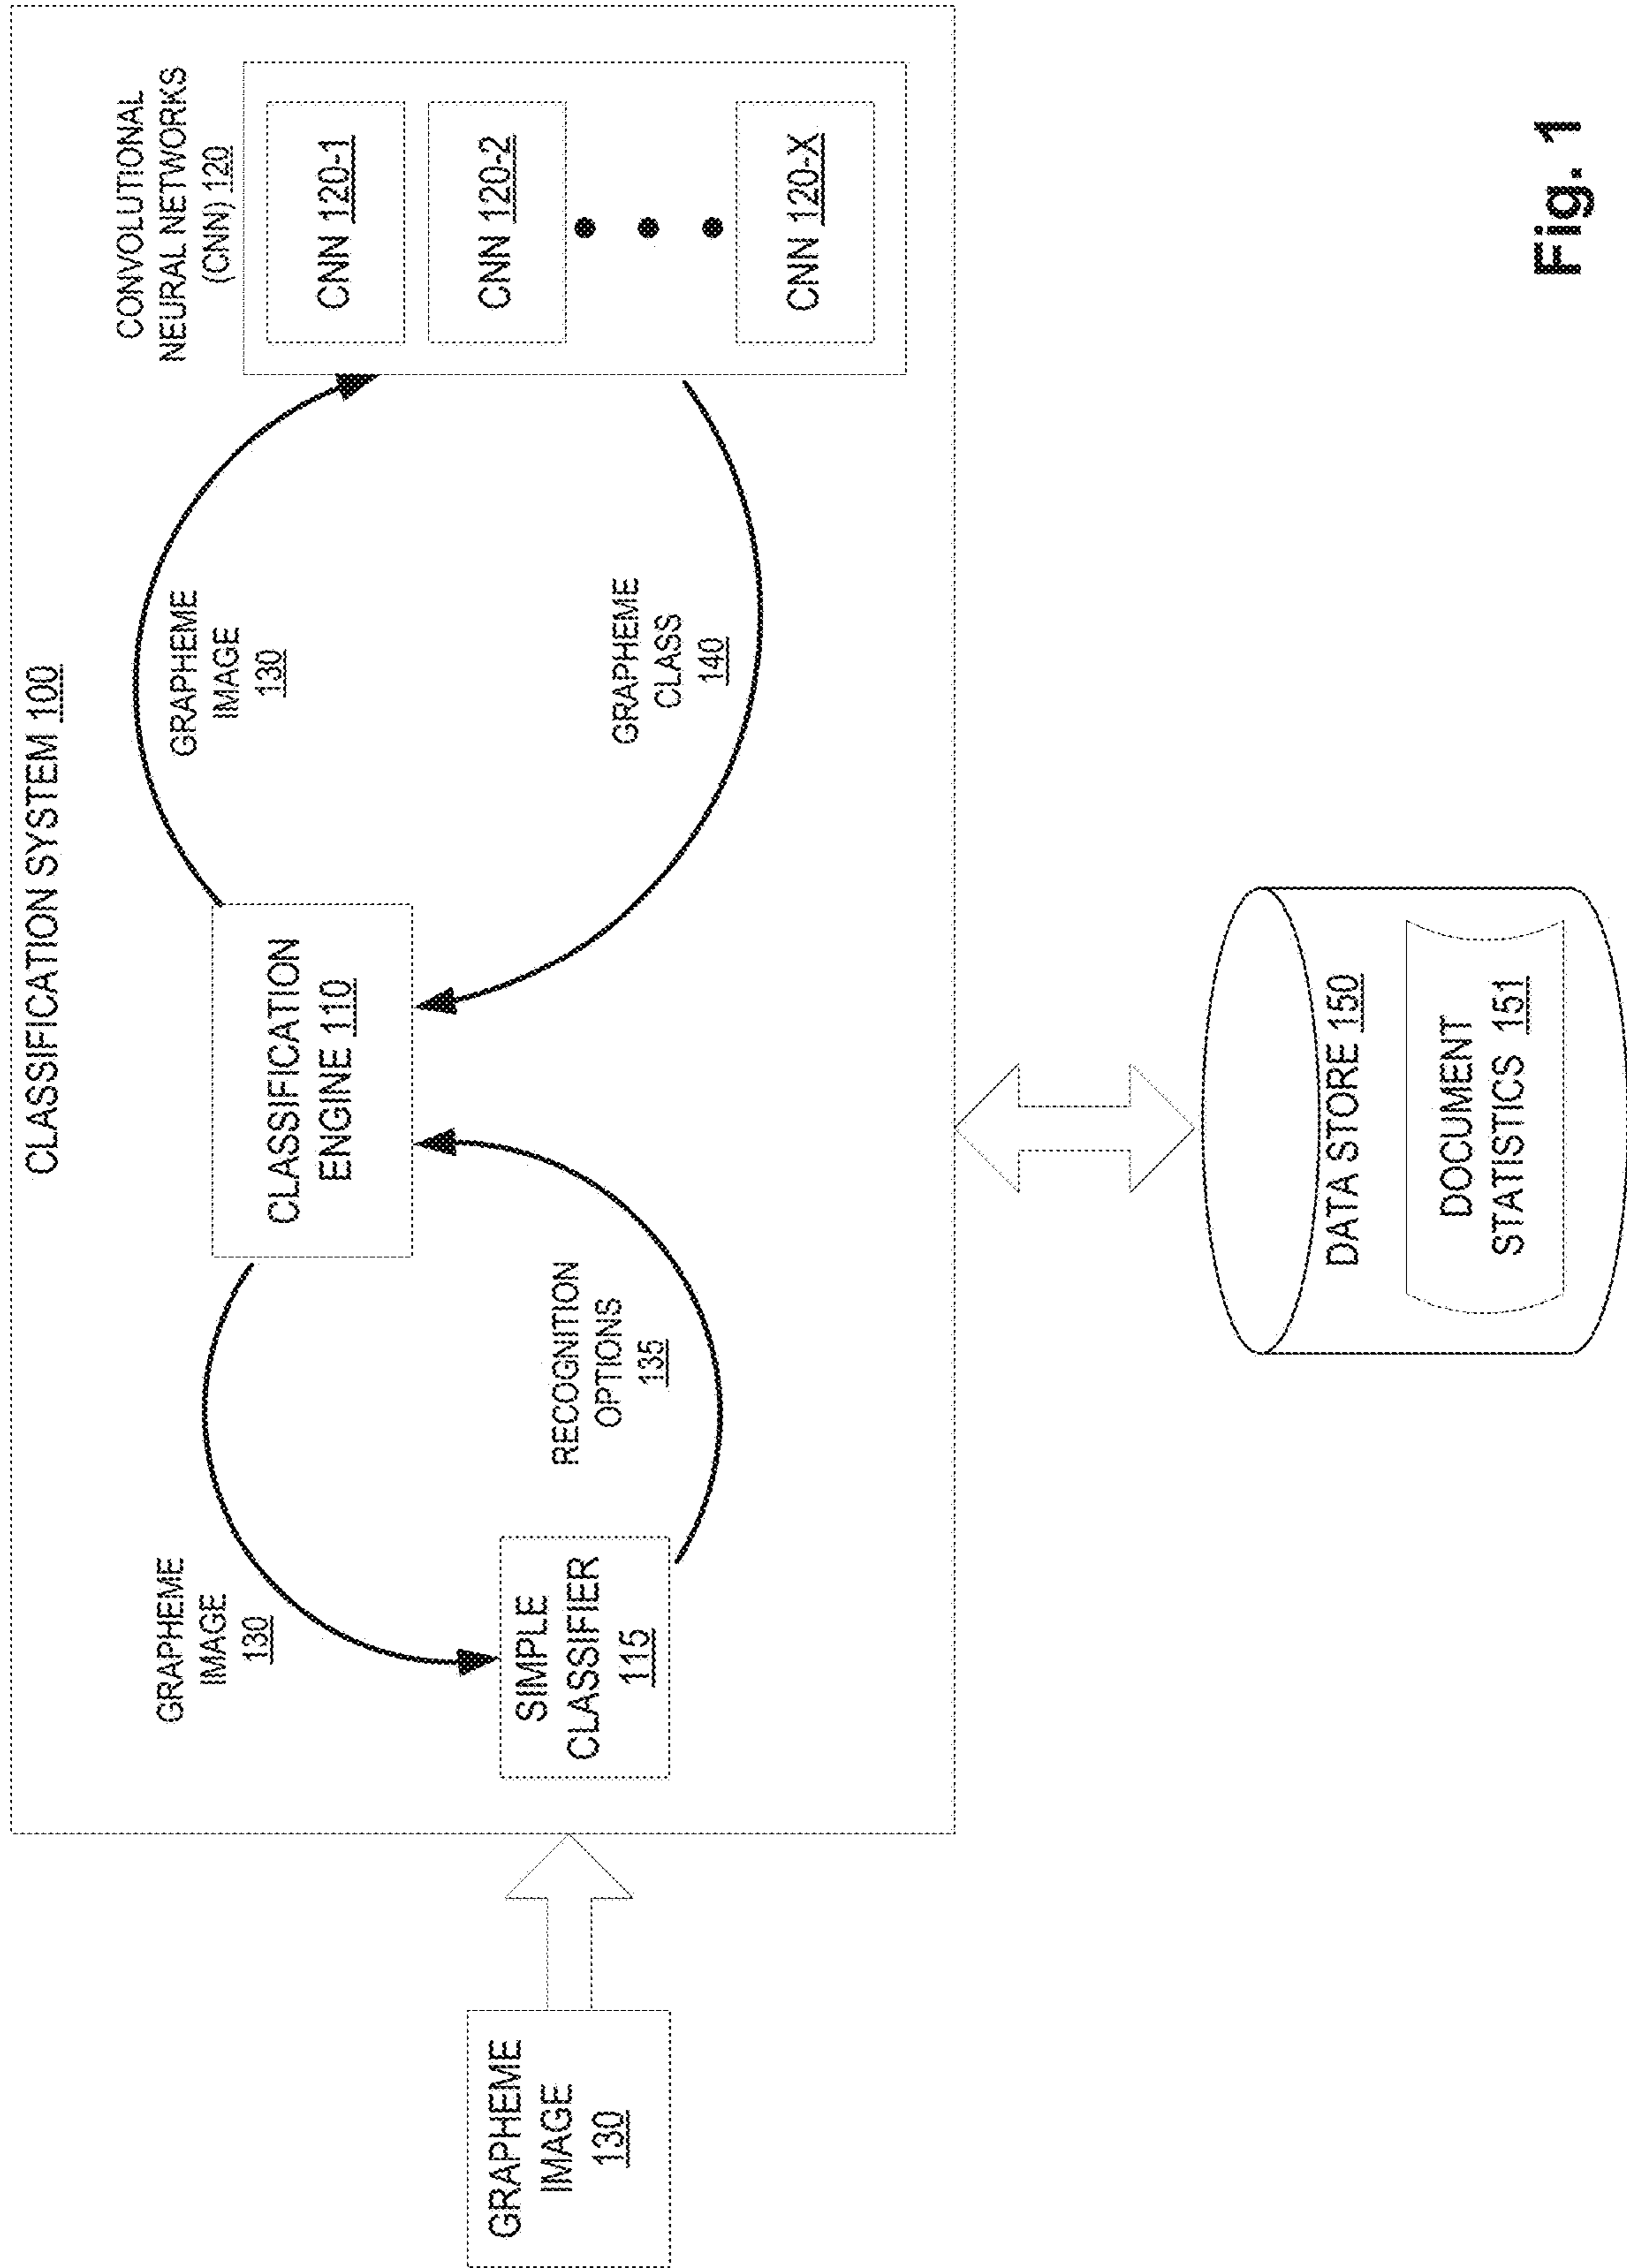 CLASSIFICATION SYSTEM 100
CONVOLUTIONAL
NEURAL NETWORKS
(CNN) 120
CNN 120-1
CNN 120-2
CNN 120-X
GRAPHEME
IMAGE
130
GRAPHEME
CLASS
140
CLASSIFICATION
ENGINE 110
GRAPHEME
IMAGE
130
RECOGNITION
OPTIONS
135
SIMPLE
CLASSIFIER
115
GRAPHEME
IMAGE
130
DATA STORE 150
DOCUMENT
STATISTICS 151
Fig. 1